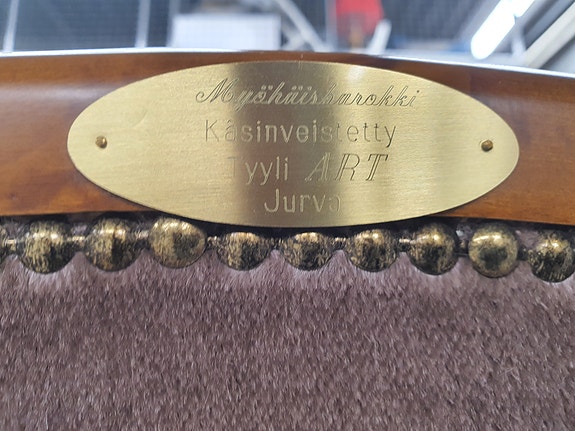 Myöhäisbarokki
Käsinveistetty
Tyyli ART
Jurva